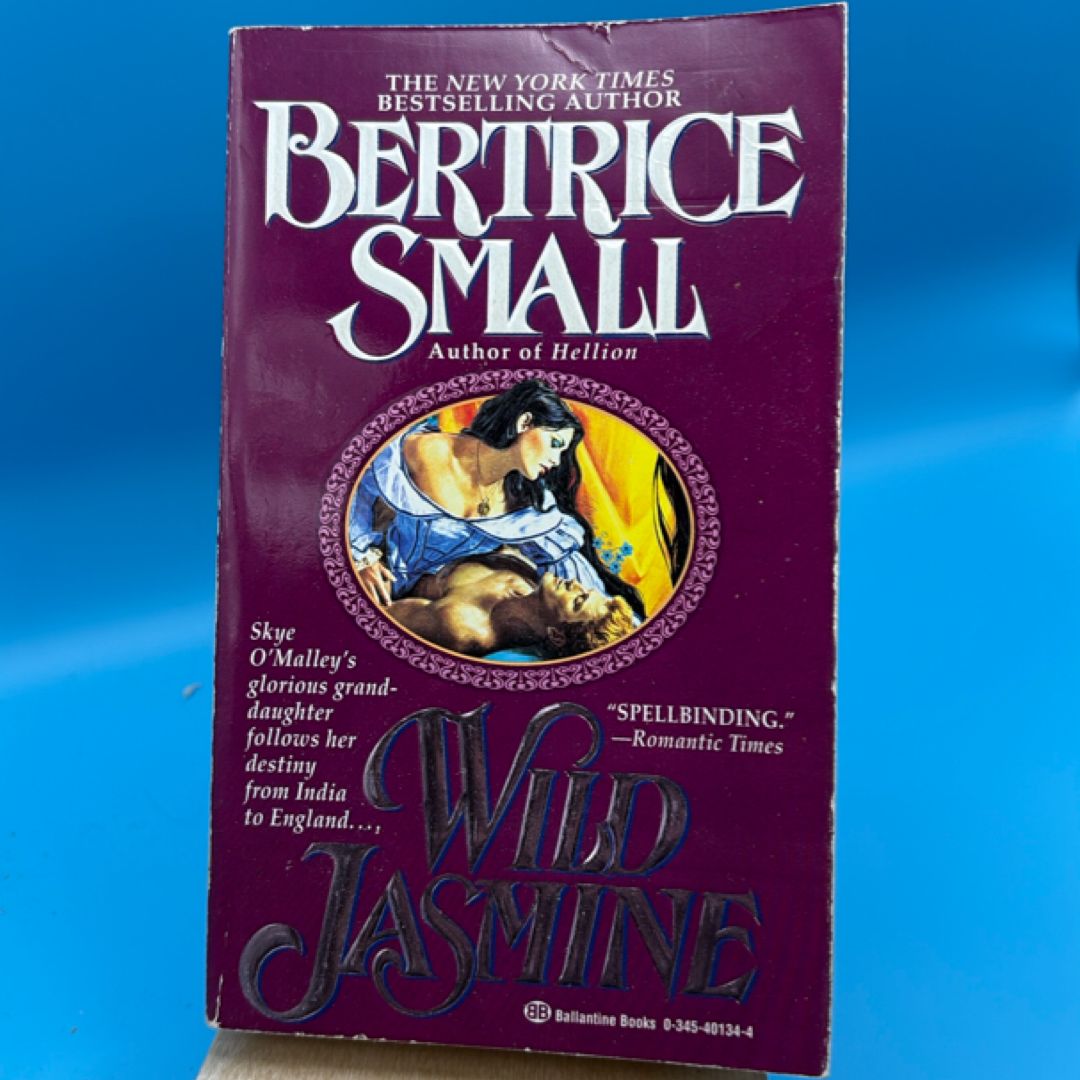 THE NEW YORK TIMES
BESTSELLING AUTHOR
BERTRICE
SMALL
Author of Hellion
Skye
O'Malley's
glorious grand-
daughter
follows her
destiny
from India
to England....
"SPELLBINDING."
—Romantic Times
WILD
JASMINE
BB Ballantine Books 0-345-40134-4